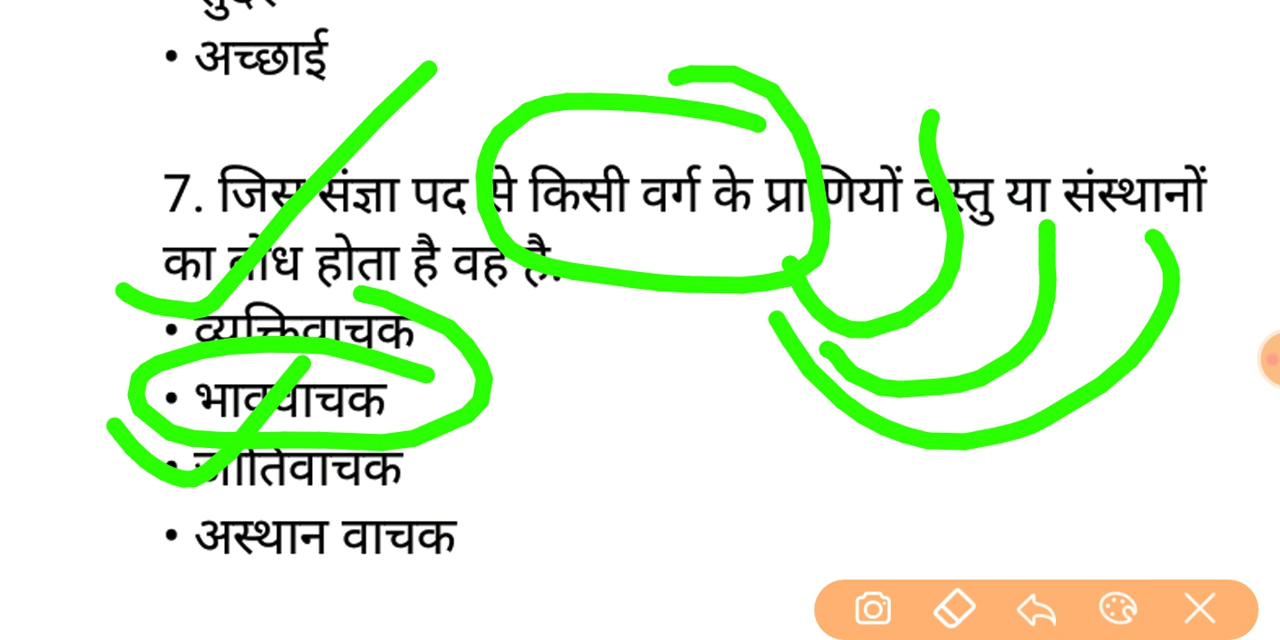 • अच्छाई
7. जिस संज्ञा पद से किसी वर्ग के प्राणियों वस्तु या संस्थानों
का बोध होता है वह है.
• व्यक्तिवाचक
• भाववाचक
• जातिवाचक
• अस्थान वाचक